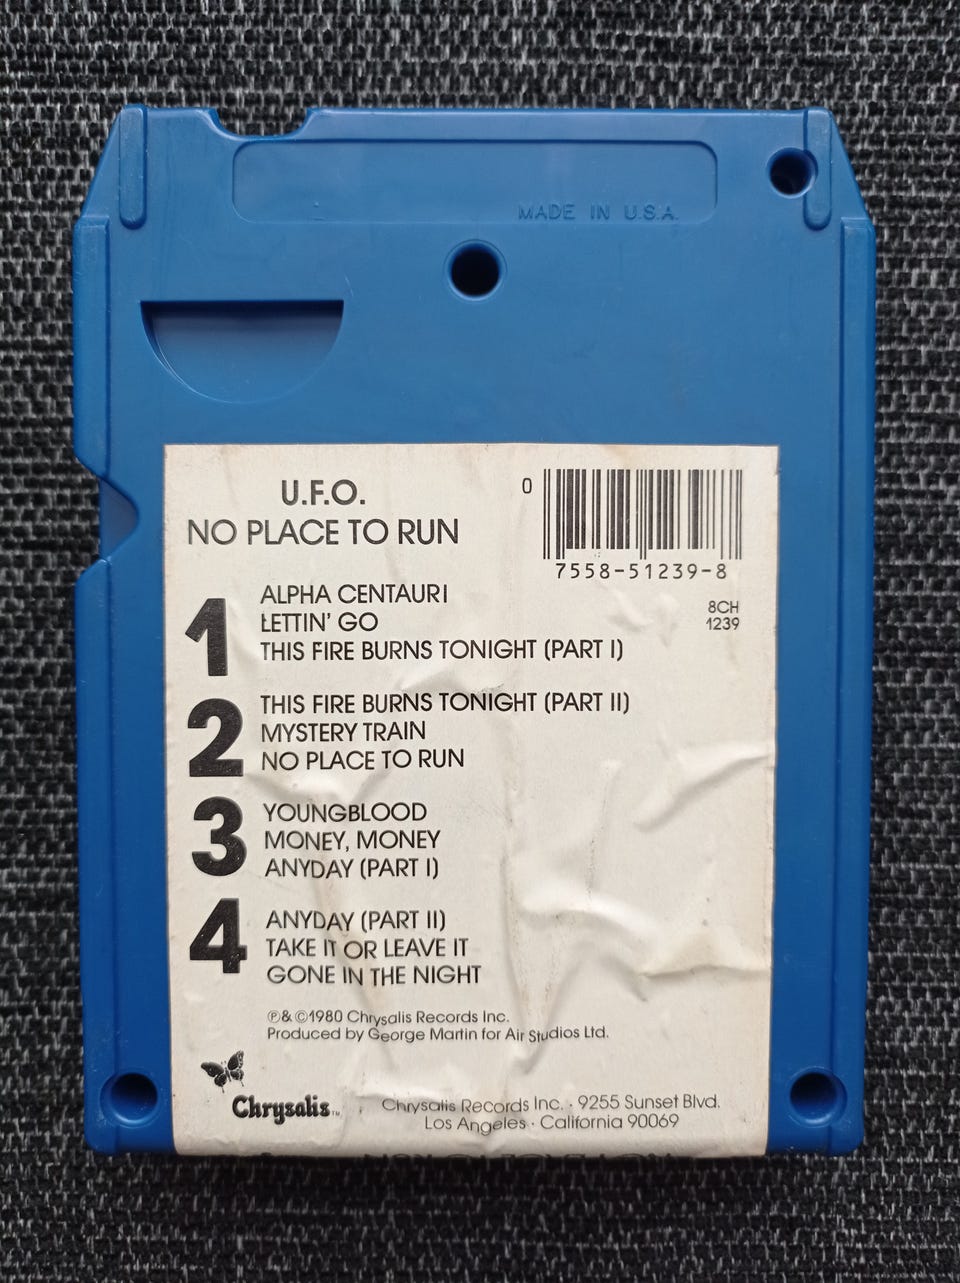 MADE IN U.S.A.
U.F.O.
NO PLACE TO RUN
0
7558-51239-8
8CH
1239
1
ALPHA CENTAURI
LETTIN' GO
THIS FIRE BURNS TONIGHT (PART I)
2
THIS FIRE BURNS TONIGHT (PART II)
MYSTERY TRAIN
NO PLACE TO RUN
3
YOUNGBLOOD
MONEY, MONEY
ANYDAY (PART I)
4
ANYDAY (PART II)
TAKE IT OR LEAVE IT
GONE IN THE NIGHT
℗& ©1980 Chrysalis Records Inc.
Produced by George Martin for Air Studios Ltd.
Chrysalis™
Chrysalis Records Inc. · 9255 Sunset Blvd.
Los Angeles · California 90069